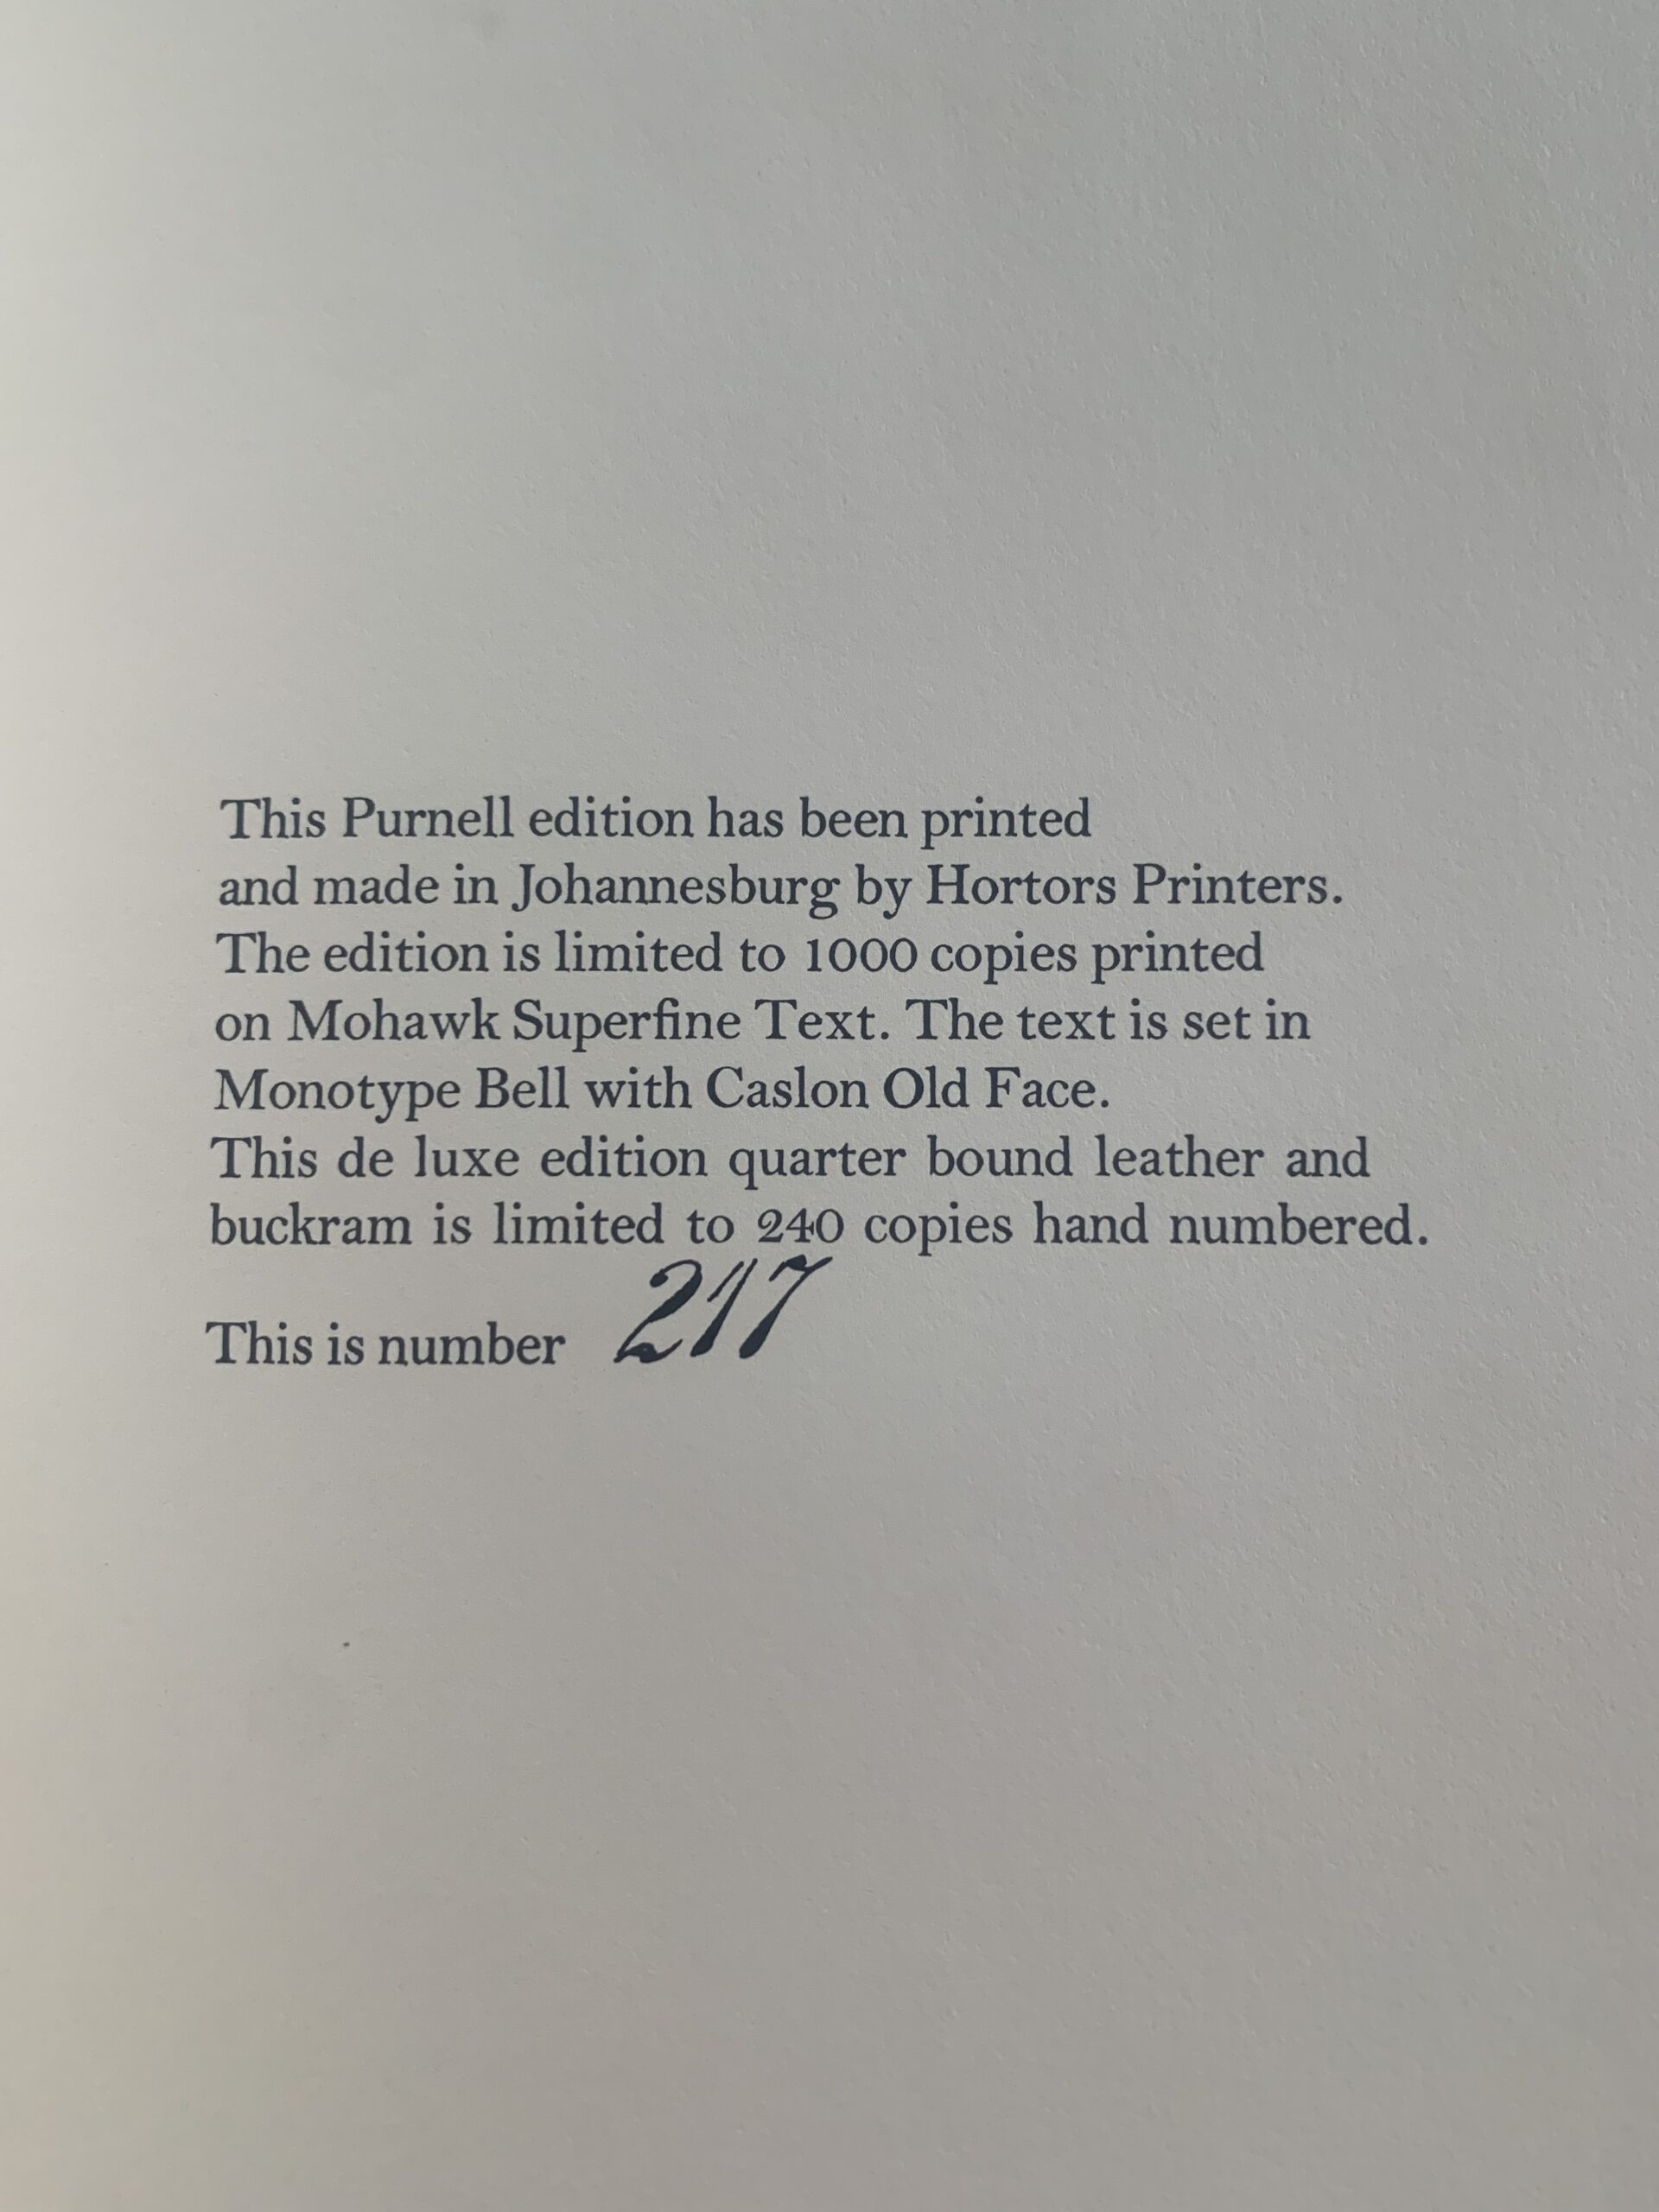 This Purnell edition has been printed
and made in Johannesburg by Hortors Printers.
The edition is limited to 1000 copies printed
on Mohawk Superfine Text. The text is set in
Monotype Bell with Caslon Old Face.
This de luxe edition quarter bound leather and
buckram is limited to 240 copies hand numbered.
This is number 217